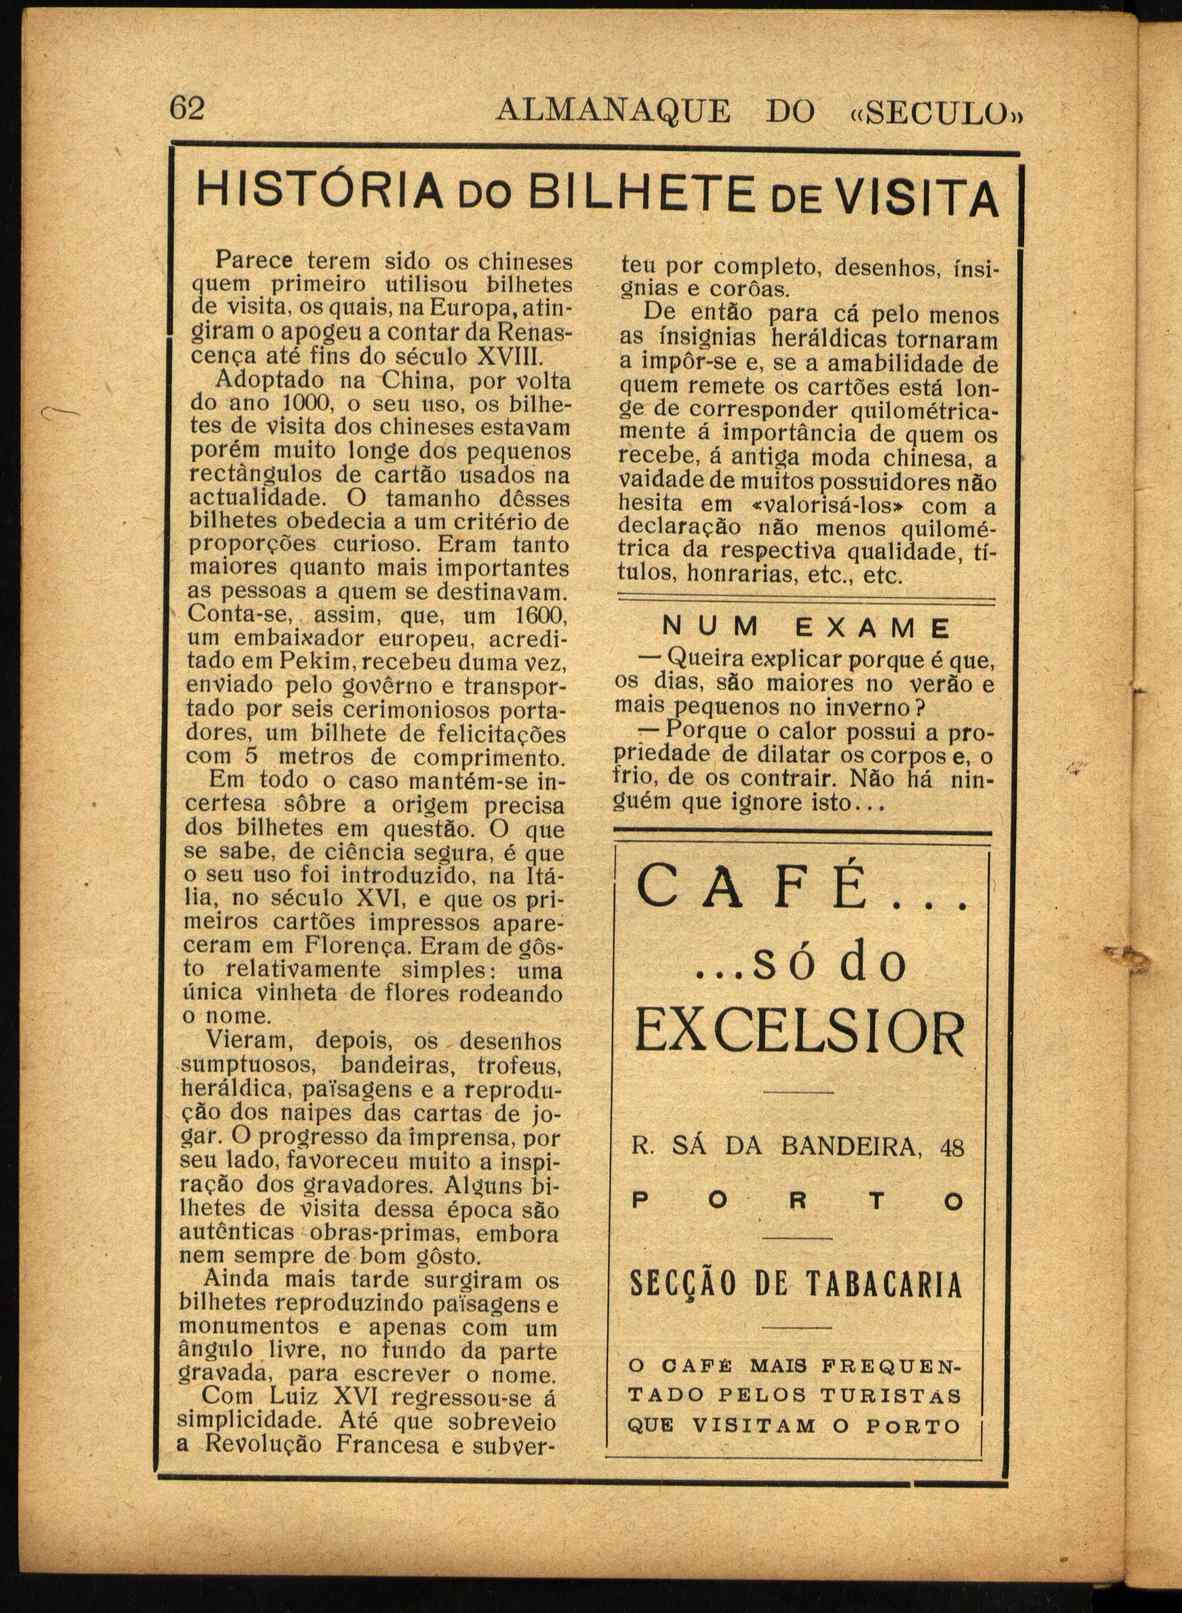 62
ALMANAQUE DO «SECULO»
HISTÓRIA DO BILHETE DE VISITA
Parece terem sido os chineses
quem primeiro utilisou bilhetes
de visita, os quais, na Europa, atin-
giram o apogeu a contar da Renas-
cença até fins do século XVIII.
Adoptado na China, por volta
do ano 1000, o seu uso, os bilhe-
tes de visita dos chineses estavam
porém muito longe dos pequenos
rectàngulos de cartão usados na
actualidade. O tamanho dêsses
bilhetes obedecia a um critério de
proporções curioso. Eram tanto
maiores quanto mais importantes
as pessoas a quem se destinavam.
Conta-se, assim, que, um 1600,
um embaixador europeu, acredi-
tado em Pekim, recebeu duma vez,
enviado pelo govêrno e transpor-
tado por seis cerimoniosos porta-
dores, um bilhete de felicitações
com 5 metros de comprimento.
Em todo o caso mantém-se in-
certesa sôbre a origem precisa
dos bilhetes em questão. O que
se sabe, de ciência segura, é que
o seu uso foi introduzido, na Itá-
lia, no século XVI, e que os pri-
meiros cartões impressos apare-
ceram em Florença. Eram de gôs-
to relativamente simples: uma
única vinheta de flores rodeando
o nome.
Vieram, depois, os desenhos
sumptuosos, bandeiras, trofeus,
heráldica, païsagens e a reprodu-
ção dos naipes das cartas de jo-
gar. O progresso da imprensa, por
seu lado, favoreceu muito a inspi-
ração dos gravadores. Alguns bi-
lhetes de visita dessa época são
autênticas obras-primas, embora
nem sempre de bom gôsto.
Ainda mais tarde surgiram os
bilhetes reproduzindo païsagens e
monumentos e apenas com um
ângulo livre, no fundo da parte
gravada, para escrever o nome.
Com Luiz XVI regressou-se á
simplicidade. Até que sobreveio
a Revolução Francesa e subver-
teu por completo, desenhos, ínsi-
gnias e corôas.
De então para cá pelo menos
as ínsignias heráldicas tornaram
a impôr-se e, se a amabilidade de
quem remete os cartões está lon-
ge de corresponder quilométrica-
mente á importância de quem os
recebe, á antiga moda chinesa, a
vaidade de muitos possuidores não
hesita em «valorisá-los» com a
declaração não menos quilomé-
trica da respectiva qualidade, tí-
tulos, honrarias, etc., etc.
NUM EXAME
— Queira explicar porque é que,
os dias, são maiores no verão e
mais pequenos no inverno?
— Porque o calor possui a pro-
priedade de dilatar os corpos e, o
frio, de os contrair. Não há nin-
guém que ignore isto...
CAFÉ...
...só do
EXCELSIOR
R. SÁ DA BANDEIRA, 48
PORTO
SECÇÃO DE TABACARIA
O CAFÉ MAIS FREQUEN-
TADO PELOS TURISTAS
QUE VISITAM O PORTO